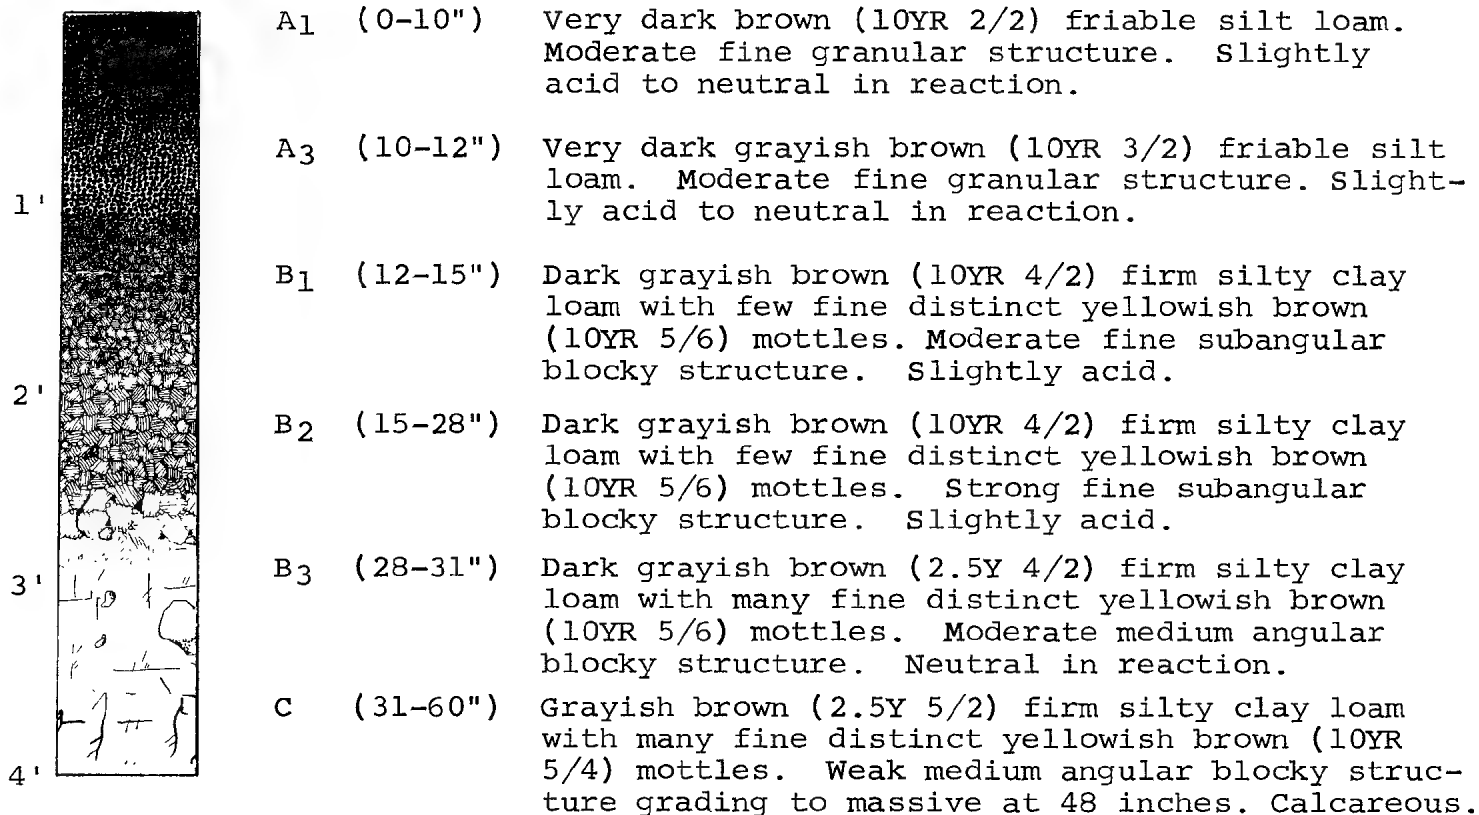 A1 (0-10") Very dark brown (10YR 2/2) friable silt loam.
Moderate fine granular structure. Slightly
acid to neutral in reaction.
A3 (10-12") Very dark grayish brown (10YR 3/2) friable silt
loam. Moderate fine granular structure. Slight-
1'
ly acid to neutral in reaction.
B1 (12-15") Dark grayish brown (10YR 4/2) firm silty clay
loam with few fine distinct yellowish brown
(10YR 5/6) mottles. Moderate fine subangular
blocky structure. Slightly acid.
2'
B2 (15-28") Dark grayish brown (10YR 4/2) firm silty clay
loam with few fine distinct yellowish brown
(10YR 5/6) mottles. Strong fine subangular
blocky structure. Slightly acid.
B3 (28-31") Dark grayish brown (2.5Y 4/2) firm silty clay
3'
loam with many fine distinct yellowish brown
(10YR 5/6) mottles. Moderate medium angular
blocky structure. Neutral in reaction.
C (31-60") Grayish brown (2.5Y 5/2) firm silty clay loam
with many fine distinct yellowish brown (10YR
4'
5/4) mottles. Weak medium angular blocky struc-
ture grading to massive at 48 inches. Calcareous.